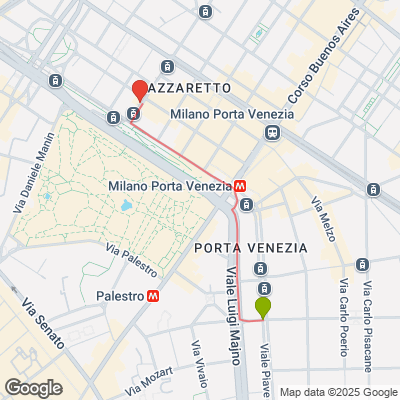 AZZARETTO
Corso Buenos Aires
Milano Porta Venezia
Via Daniele Manin
Milano Porta Venezia
M
Via Melzo
PORTA VENEZIA
Via Palestro
Viale Luigi Majno
Palestro
M
Via Senato
Via Carlo Poerio
Via Carlo Pisacane
Via Vivaio
Viale Piave
Via Mozart
Google
Map data ©2025 Google